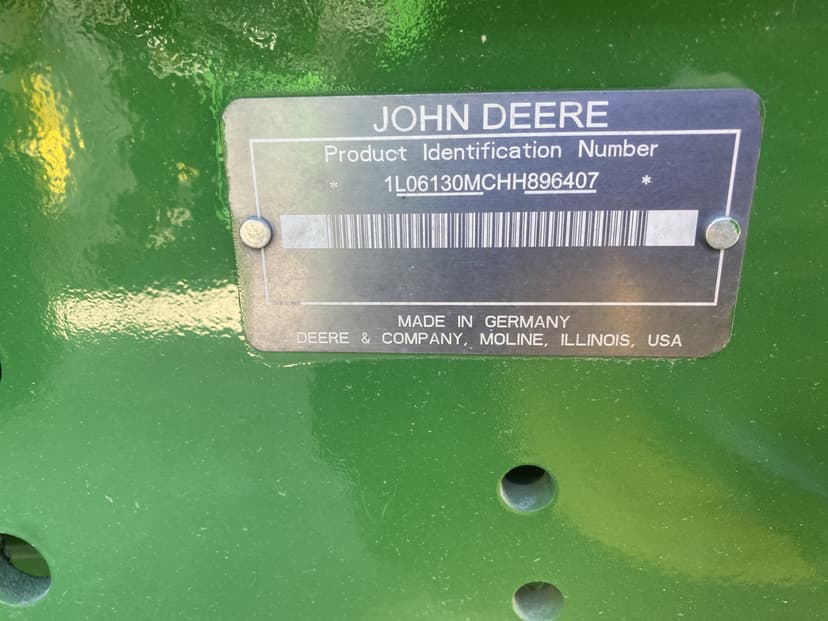 JOHN DEERE
Product Identification Number
* 1L06130MCHH896407 *
MADE IN GERMANY
DEERE & COMPANY, MOLINE, ILLINOIS, USA